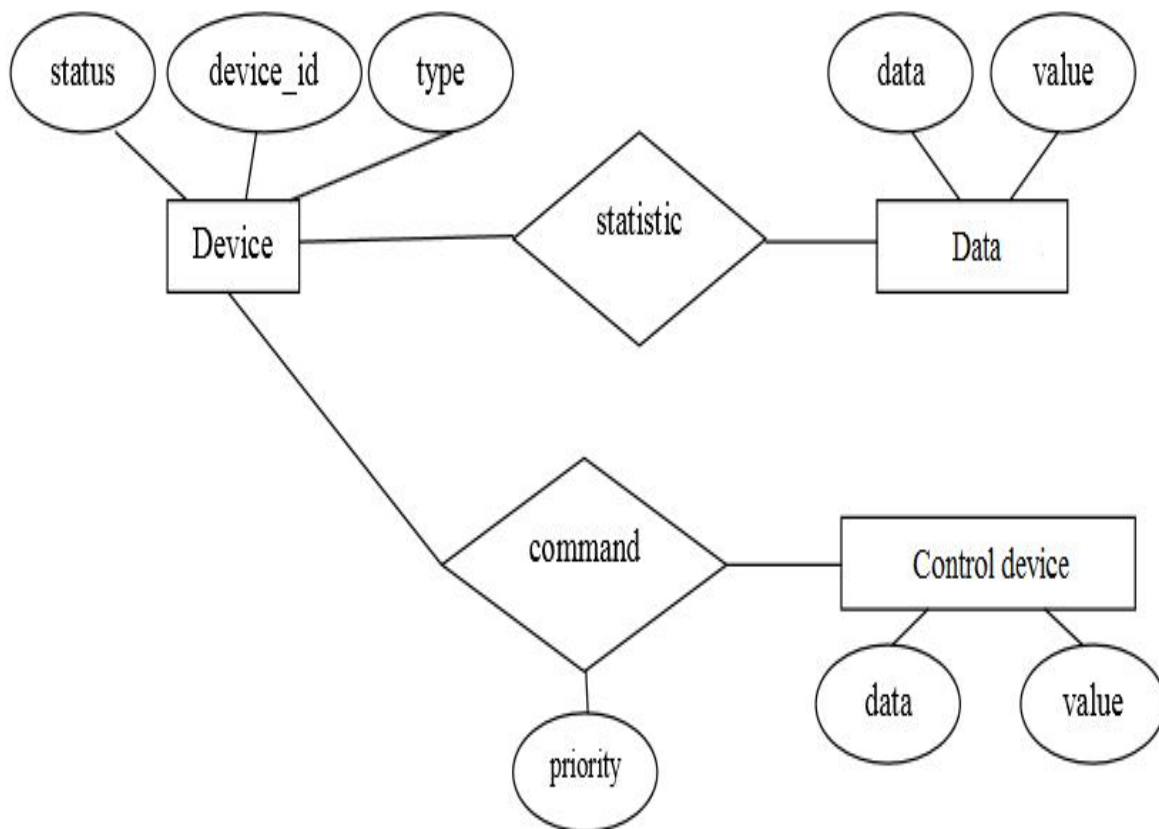 status
device_id
type
data
value
Device
statistic
Data
command
Control device
data
value
priority